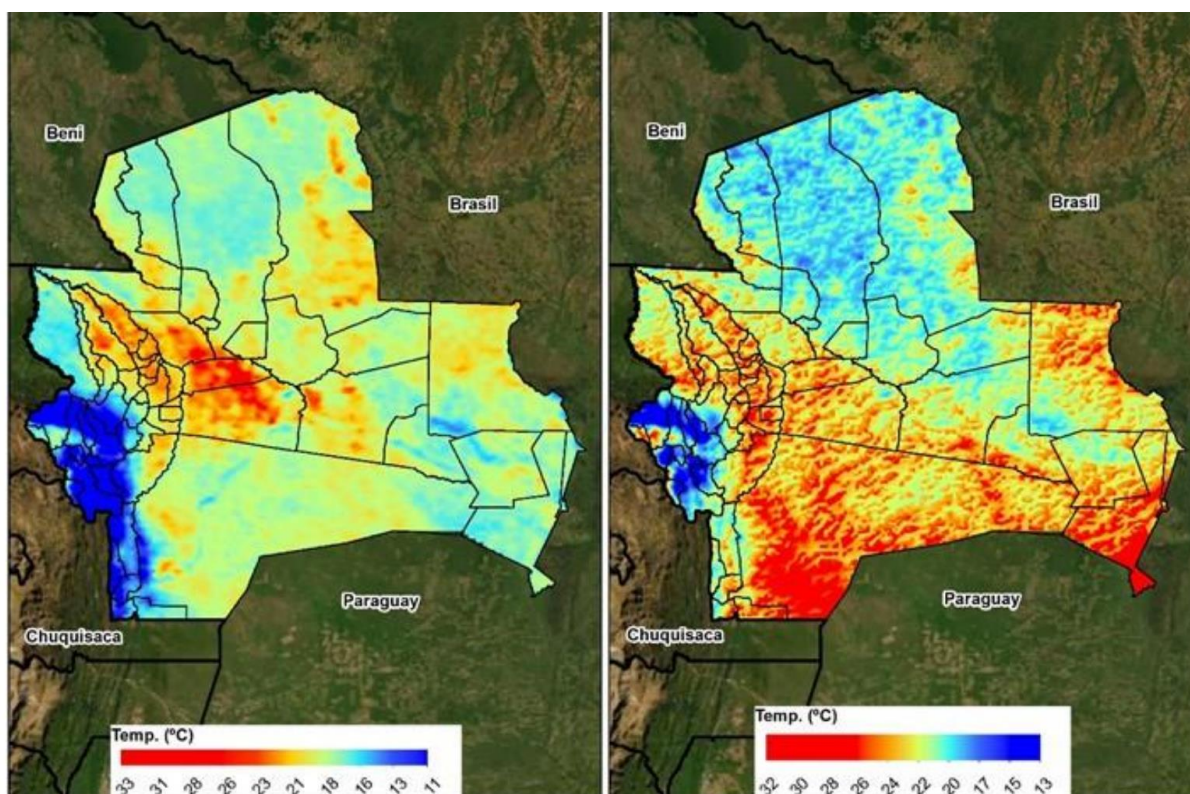 Beni
Brasil
Paraguay
Chuquisaca
Temp. (ºC)
33 31 28 26 23 21 18 16 13 11
Beni
Brasil
Paraguay
Chuquisaca
Temp. (ºC)
32 30 28 26 24 22 20 17 15 13